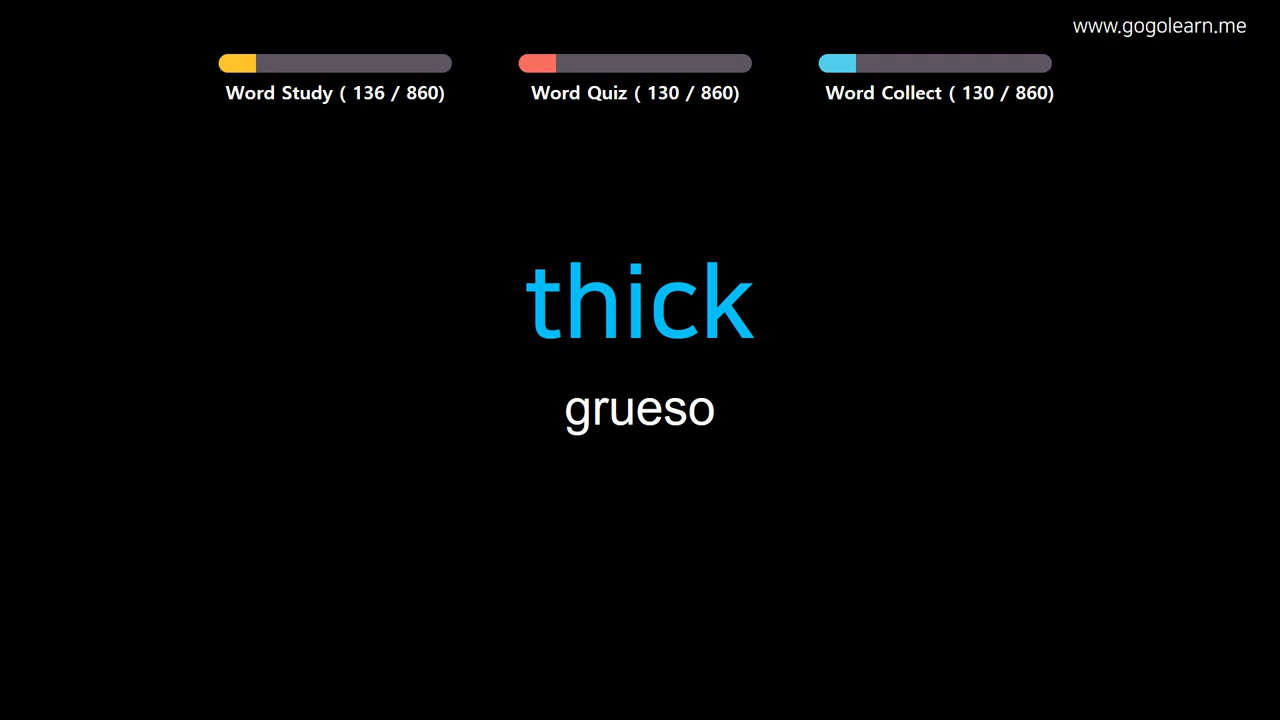 www.gogolearn.me
Word Study ( 136 / 860)
Word Quiz ( 130 / 860)
Word Collect ( 130 / 860)
thick
grueso